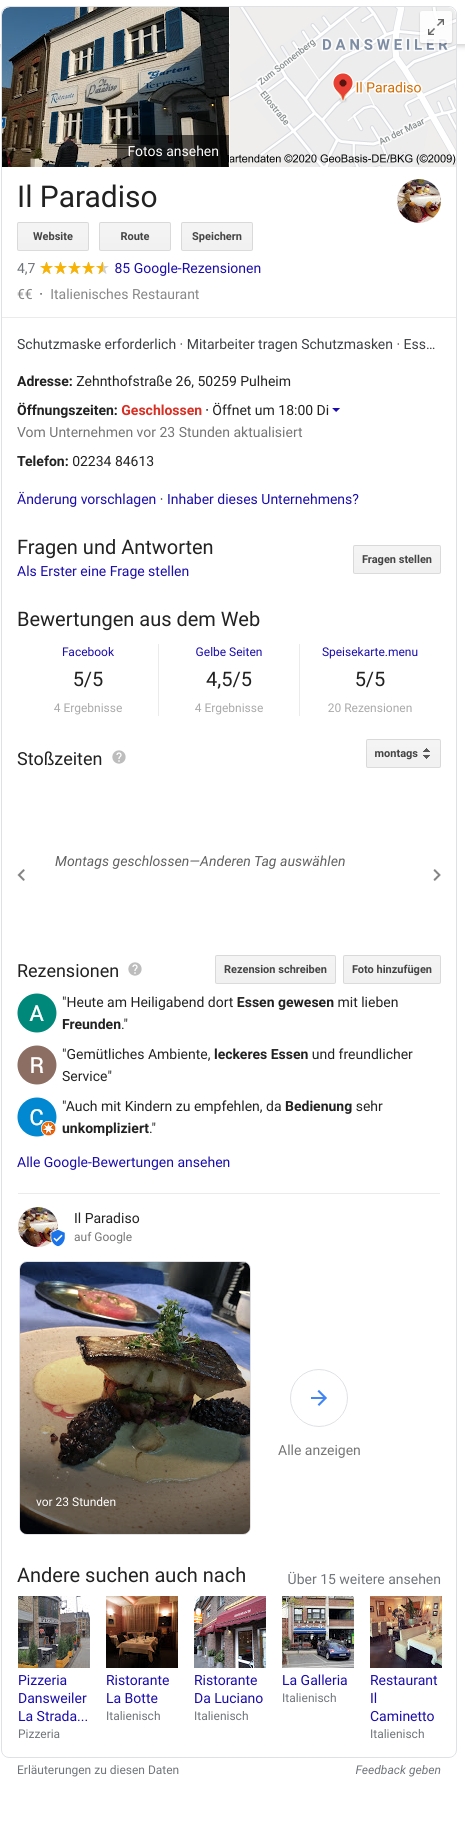 Ristorante
Paradiso
Garten
Terrasse
Fotos ansehen
DANSWEILER
Zum Sonnenberg
Il Paradiso
Ellostraße
An der Maar
artendaten ©2020 GeoBasis-DE/BKG (©2009)
Il Paradiso
Website
Route
Speichern
4,7 85 Google-Rezensionen
€€ · Italienisches Restaurant
Schutzmaske erforderlich · Mitarbeiter tragen Schutzmasken · Ess...
Adresse: Zehnthofstraße 26, 50259 Pulheim
Öffnungszeiten: Geschlossen · Öffnet um 18:00 Di
Vom Unternehmen vor 23 Stunden aktualisiert
Telefon: 02234 84613
Änderung vorschlagen · Inhaber dieses Unternehmens?
Fragen und Antworten
Fragen stellen
Als Erster eine Frage stellen
Bewertungen aus dem Web
Facebook
5/5
4 Ergebnisse
Gelbe Seiten
4,5/5
4 Ergebnisse
Speisekarte.menu
5/5
20 Rezensionen
Stoßzeiten ?
montags
Montags geschlossen—Anderen Tag auswählen
Rezensionen ?
Rezension schreiben
Foto hinzufügen
A
"Heute am Heiligabend dort Essen gewesen mit lieben
Freunden."
R
"Gemütliches Ambiente, leckeres Essen und freundlicher
Service"
C
"Auch mit Kindern zu empfehlen, da Bedienung sehr
unkompliziert."
Alle Google-Bewertungen ansehen
Il Paradiso
auf Google
vor 23 Stunden
Alle anzeigen
Andere suchen auch nach
Über 15 weitere ansehen
Pizzeria
Dansweiler
La Strada...
Pizzeria
Ristorante
La Botte
Italienisch
Ristorante
Da Luciano
Italienisch
La Galleria
Italienisch
Restaurant
Il
Caminetto
Italienisch
Erläuterungen zu diesen Daten
Feedback geben